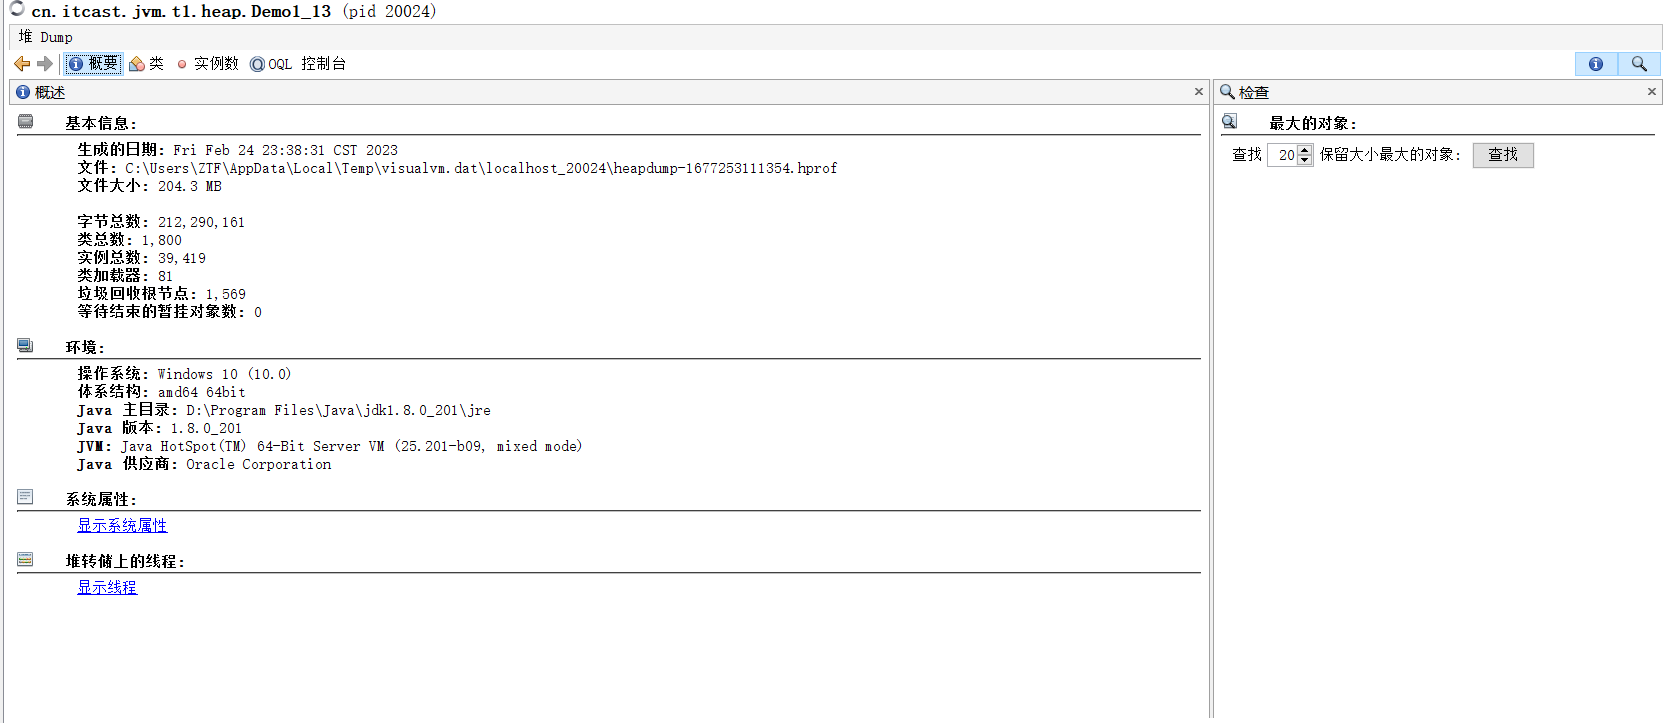 cn.itcast.jvm.t1.heap.Demo1_13 (pid 20024)
堆 Dump
概要 类 实例数 OQL 控制台
概述
基本信息:
生成的日期: Fri Feb 24 23:38:31 CST 2023
文件: C:\Users\ZTF\AppData\Local\Temp\visualvm.dat\localhost_20024\heapdump-1677253111354.hprof
文件大小: 204.3 MB
字节总数: 212,290,161
类总数: 1,800
实例总数: 39,419
类加载器: 81
垃圾回收根节点: 1,569
等待结束的暂挂对象数: 0
环境:
操作系统: Windows 10 (10.0)
体系结构: amd64 64bit
Java 主目录: D:\Program Files\Java\jdk1.8.0_201\jre
Java 版本: 1.8.0_201
JVM: Java HotSpot(TM) 64-Bit Server VM (25.201-b09, mixed mode)
Java 供应商: Oracle Corporation
系统属性:
显示系统属性
堆转储上的线程:
显示线程
检查
最大的对象:
查找 20 保留大小最大的对象: 查找